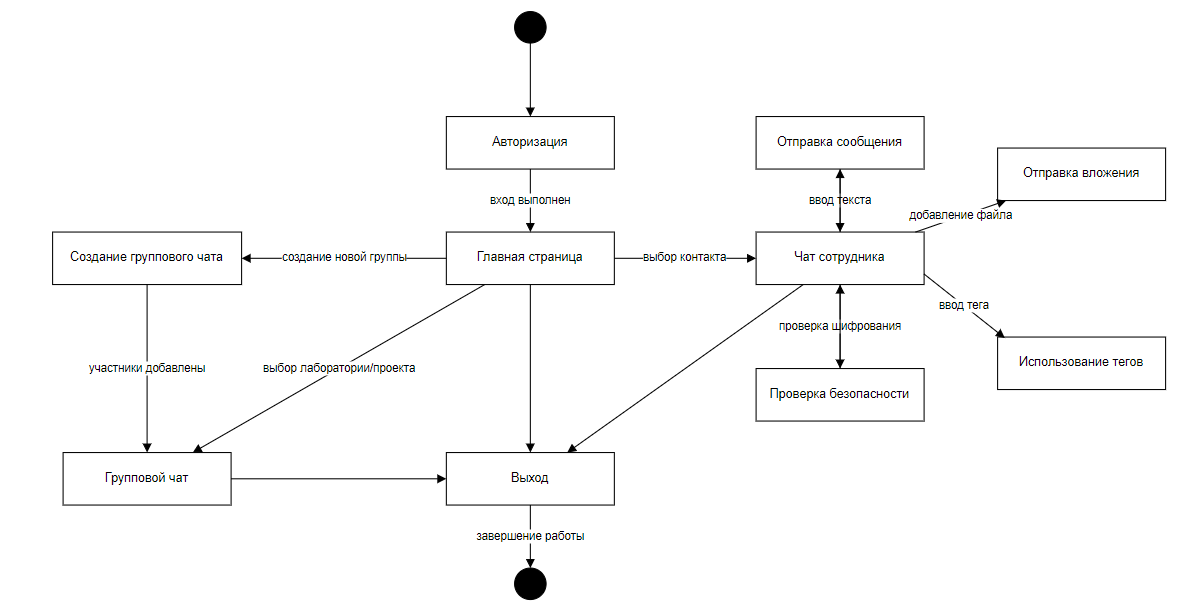 Авторизация
Отправка сообщения
Отправка вложения
вход выполнен
ввод текста
добавление файла
Создание группового чата
создание новой группы
Главная страница
выбор контакта
Чат сотрудника
ввод тега
проверка шифрования
участники добавлены
выбор лаборатории/проекта
Использование тегов
Проверка безопасности
Групповой чат
Выход
завершение работы